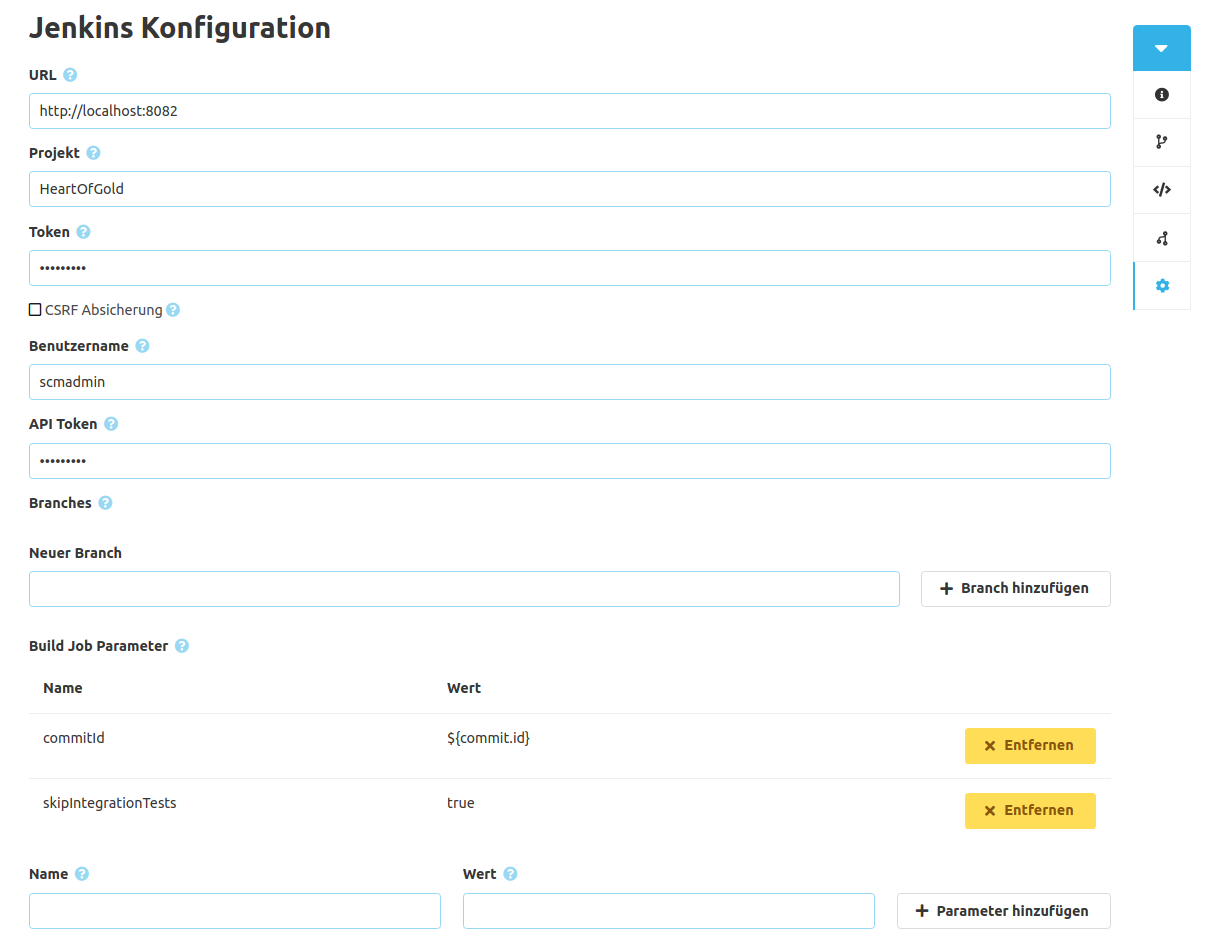 Jenkins Konfiguration
URL
http://localhost:8082
Projekt
HeartOfGold
Token
•••••••••
CSRF Absicherung
Benutzername
scmadmin
API Token
•••••••••
Branches
Neuer Branch
Branch hinzufügen
Build Job Parameter
Name Wert
commitId ${commit.id} Entfernen
skipIntegrationTests true Entfernen
Name Wert
Parameter hinzufügen